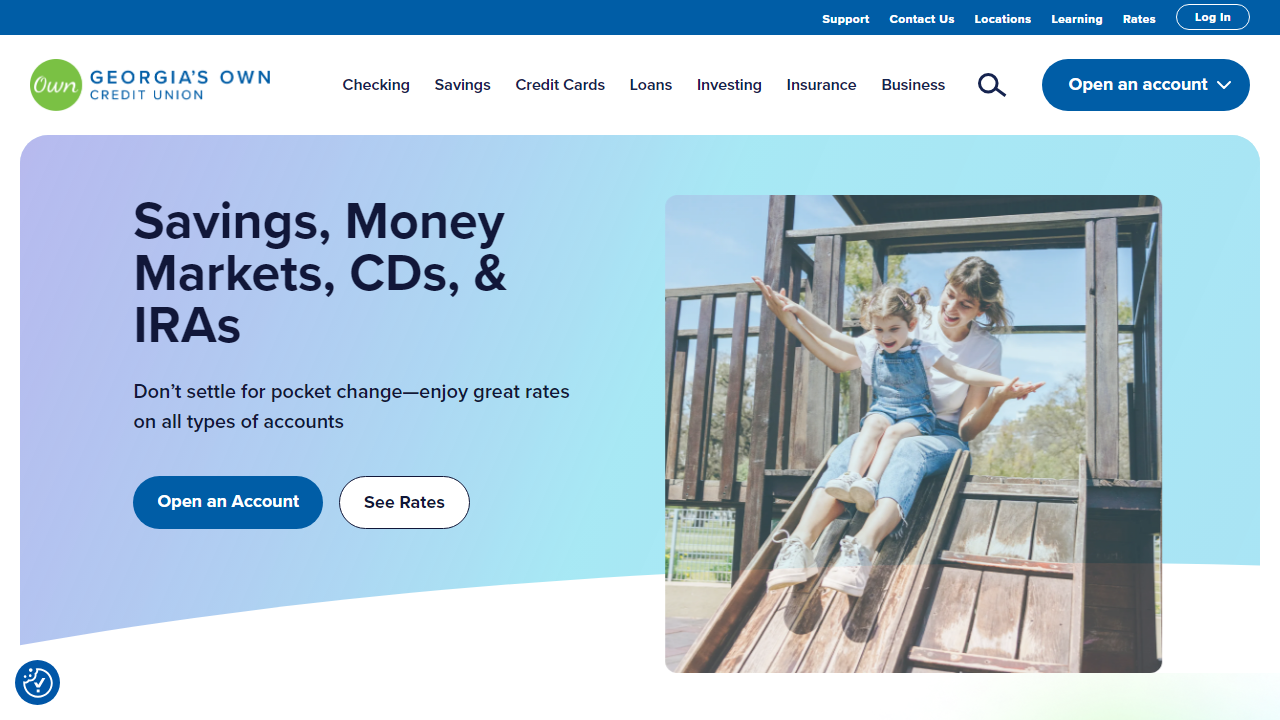 Support Contact Us Locations Learning Rates Log In
Own GEORGIA'S OWN
CREDIT UNION
Checking Savings Credit Cards Loans Investing Insurance Business Open an account
Savings, Money
Markets, CDs, &
IRAs
Don’t settle for pocket change—enjoy great rates
on all types of accounts
Open an Account See Rates